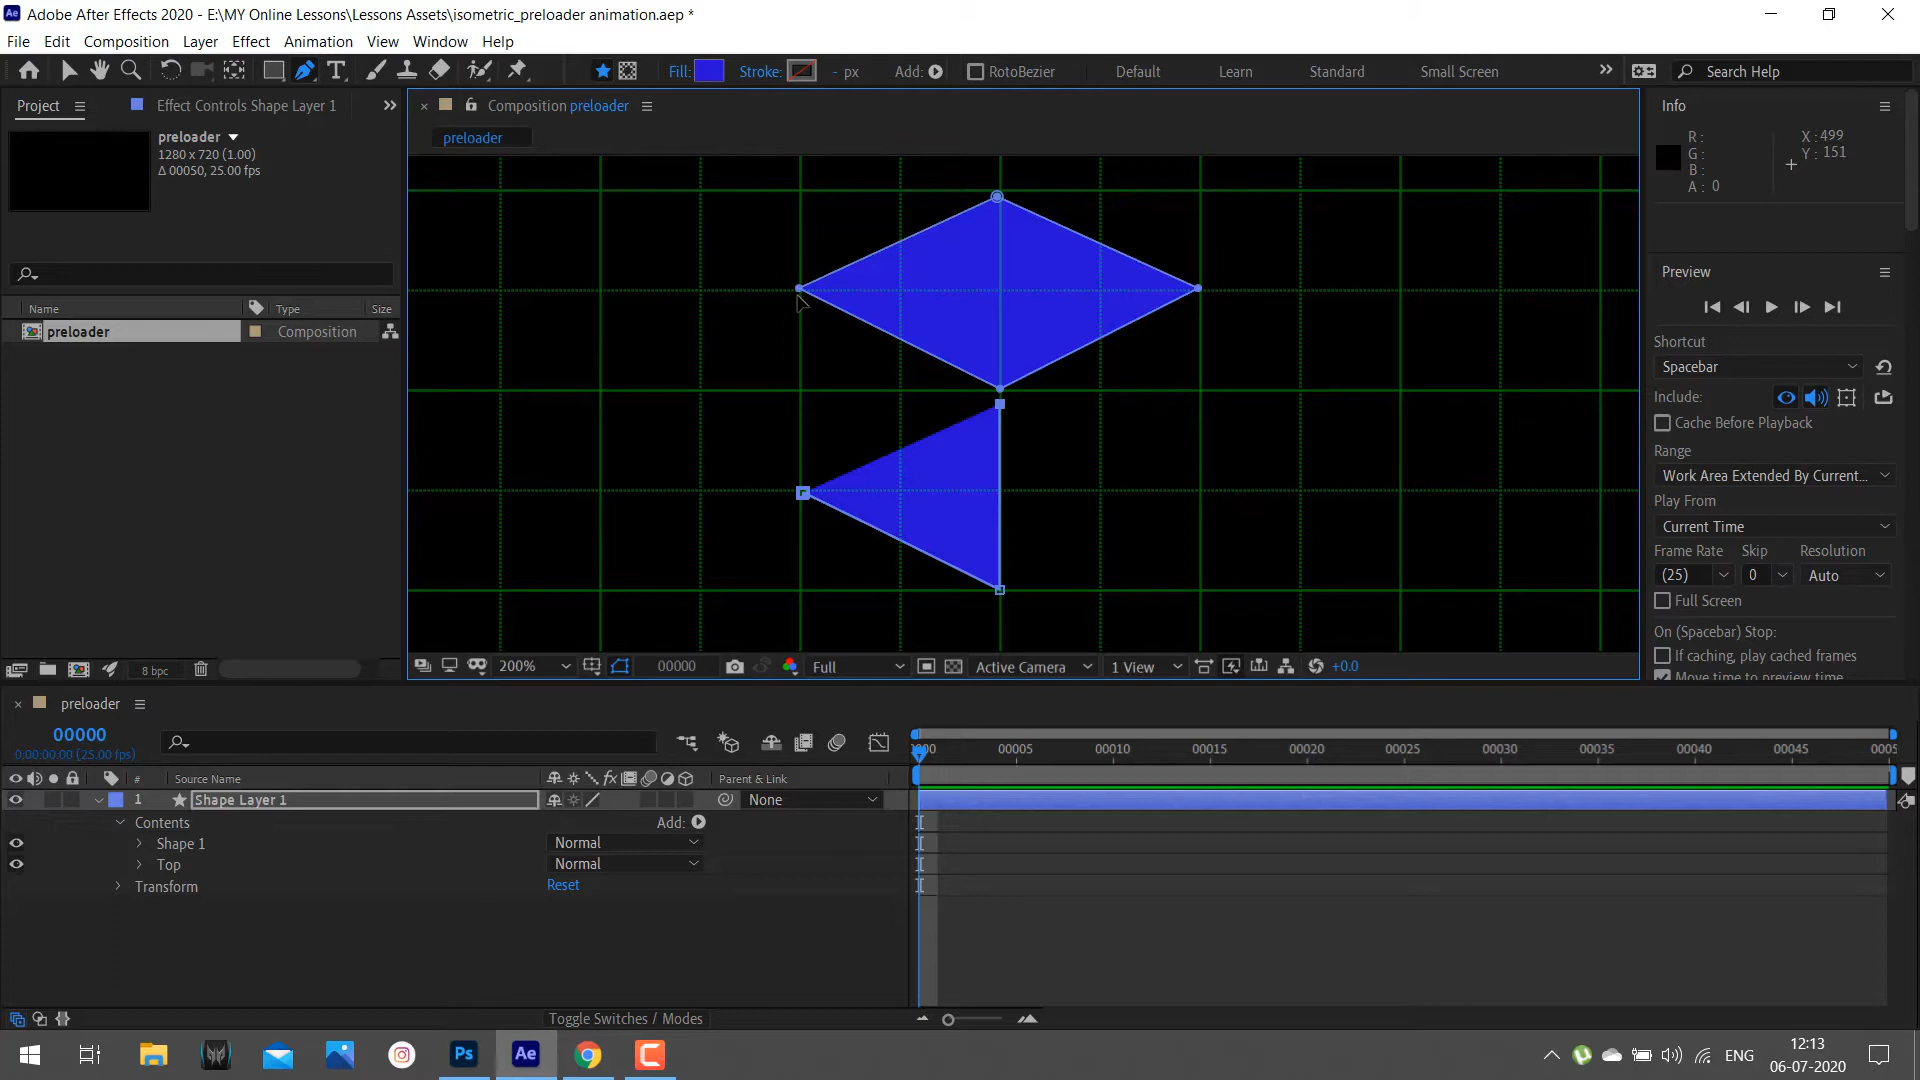 Adobe After Effects 2020 - E:\MY Online Lessons\Lessons Assets\isometric_preloader animation.aep *
File Edit Composition Layer Effect Animation View Window Help
Fill: Stroke: - px Add: RotoBezier Default Learn Standard Small Screen Search Help
Project Effect Controls Shape Layer 1
preloader
1280 x 720 (1.00)
Δ 00050, 25.00 fps
Name Type Size
preloader Composition
8 bpc
Composition preloader
preloader
200% 00000 Full Active Camera 1 View +0.0
Info
R :
G :
B :
A : 0
X : 499
Y : 151
Preview
Shortcut
Spacebar
Include:
Cache Before Playback
Range
Work Area Extended By Current...
Play From
Current Time
Frame Rate Skip Resolution
(25) 0 Auto
Full Screen
On (Spacebar) Stop:
If caching, play cached frames
Move time to preview time
preloader
00000
0:00:00:00 (25.00 fps)
00005 00010 00015 00020 00025 00030 00035 00040 00045
# Source Name Parent & Link
1 Shape Layer 1 None
Contents Add:
Shape 1 Normal
Top Normal
Transform Reset
Toggle Switches / Modes
Ps Ae
ENG
12:13
06-07-2020